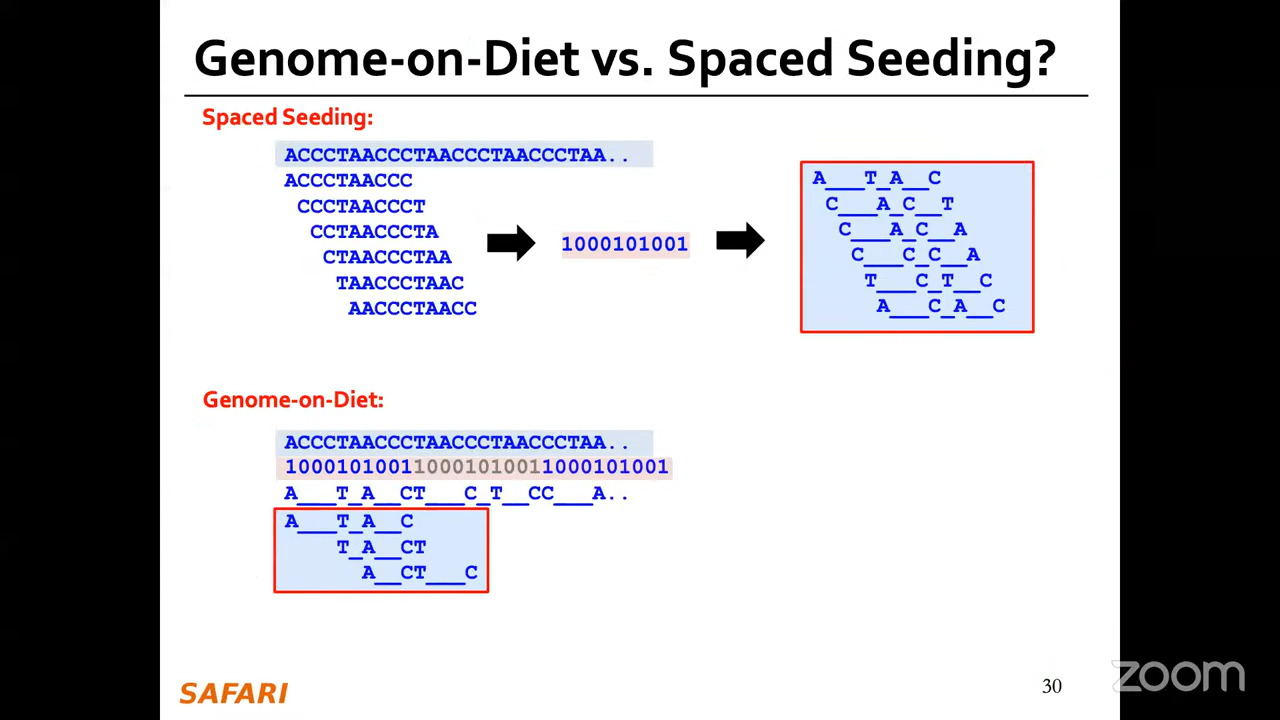 Genome-on-Diet vs. Spaced Seeding?
Spaced Seeding:
ACCCTAACCCTAACCCTAACCCTAA..
ACCCTAACCC
CCCTAACCCT
CCTAACCCTA
CTAACCCTAA
TAACCCTAAC
AACCCTAACC
1000101001
A___T_A__C
C___A_C__T
C___A_C__A
C___C_C__A
T___C_T__C
A___C_A__C
Genome-on-Diet:
ACCCTAACCCTAACCCTAACCCTAA..
100010100110001010011000101001
A___T_A__CT___C_T__CC___A..
A___T_A__C
T_A__CT
A__CT___C
SAFARI
30
zoom